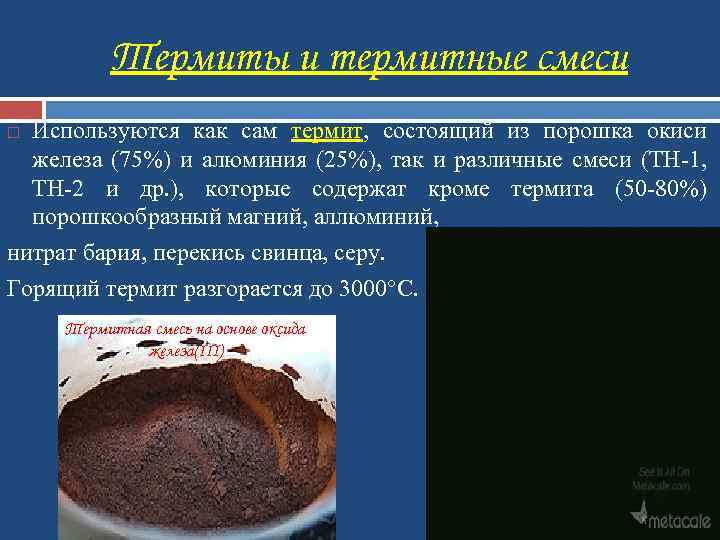 Термиты и термитные смеси
Используются как сам термит, состоящий из порошка окиси
железа (75%) и алюминия (25%), так и различные смеси (ТН-1,
ТН-2 и др.), которые содержат кроме термита (50-80%)
порошкообразный магний, аллюминий,
нитрат бария, перекись свинца, серу.
Горящий термит разгорается до 3000°С.
Термитная смесь на основе оксида
железа(III)
See It All On
Metacafe.com
metacafe